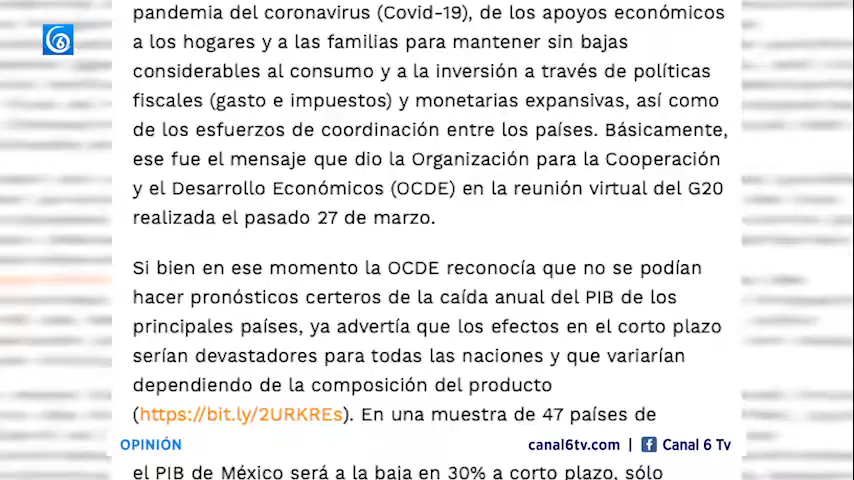 pandemia del coronavirus (Covid-19), de los apoyos económicos
a los hogares y a las familias para mantener sin bajas
considerables al consumo y a la inversión a través de políticas
fiscales (gasto e impuestos) y monetarias expansivas, así como
de los esfuerzos de coordinación entre los países. Básicamente,
ese fue el mensaje que dio la Organización para la Cooperación
y el Desarrollo Económicos (OCDE) en la reunión virtual del G20
realizada el pasado 27 de marzo.
Si bien en ese momento la OCDE reconocía que no se podían
hacer pronósticos certeros de la caída anual del PIB de los
principales países, ya advertía que los efectos en el corto plazo
serían devastadores para todas las naciones y que variarían
dependiendo de la composición del producto
(https://bit.ly/2URKREs). En una muestra de 47 países de
OPINIÓN canal6tv.com | Canal 6 Tv
el PIB de México será a la baja en 30% a corto plazo, sólo